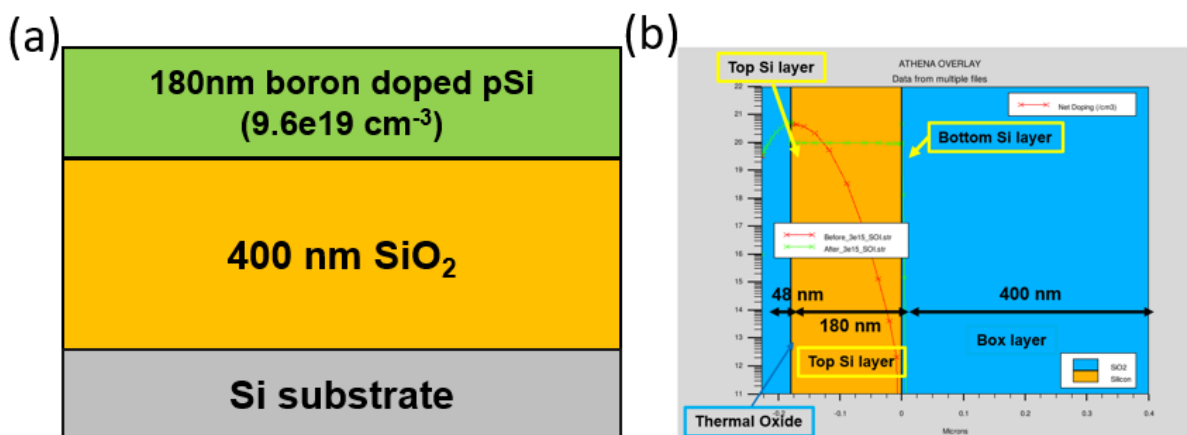 (a)
180nm boron doped pSi
(9.6e19 cm-3)
400 nm SiO2
Si substrate
(b)
ATHENA OVERLAY
Data from multiple files
Top Si layer
Net Doping (/cm3)
Bottom Si layer
22
21
20
19
18
17
16
15
14
13
12
11
Before_3e15_SOI.str
After_3e15_SOI.str
48 nm
180 nm
400 nm
Top Si layer
Box layer
SiO2
Silicon
Thermal Oxide
-0.2
-0.1
0
0.1
0.2
0.3
0.4
Microns